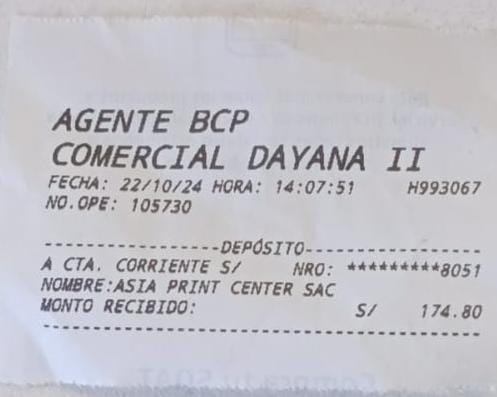 AGENTE BCP
COMERCIAL DAYANA II
FECHA: 22/10/24 HORA: 14:07:51 H993067
NO.OPE: 105730
------------------DEPÓSITO------------------
A CTA. CORRIENTE S/ NRO: *********8051
NOMBRE:ASIA PRINT CENTER SAC
MONTO RECIBIDO: S/ 174.80
--------------------------------------------